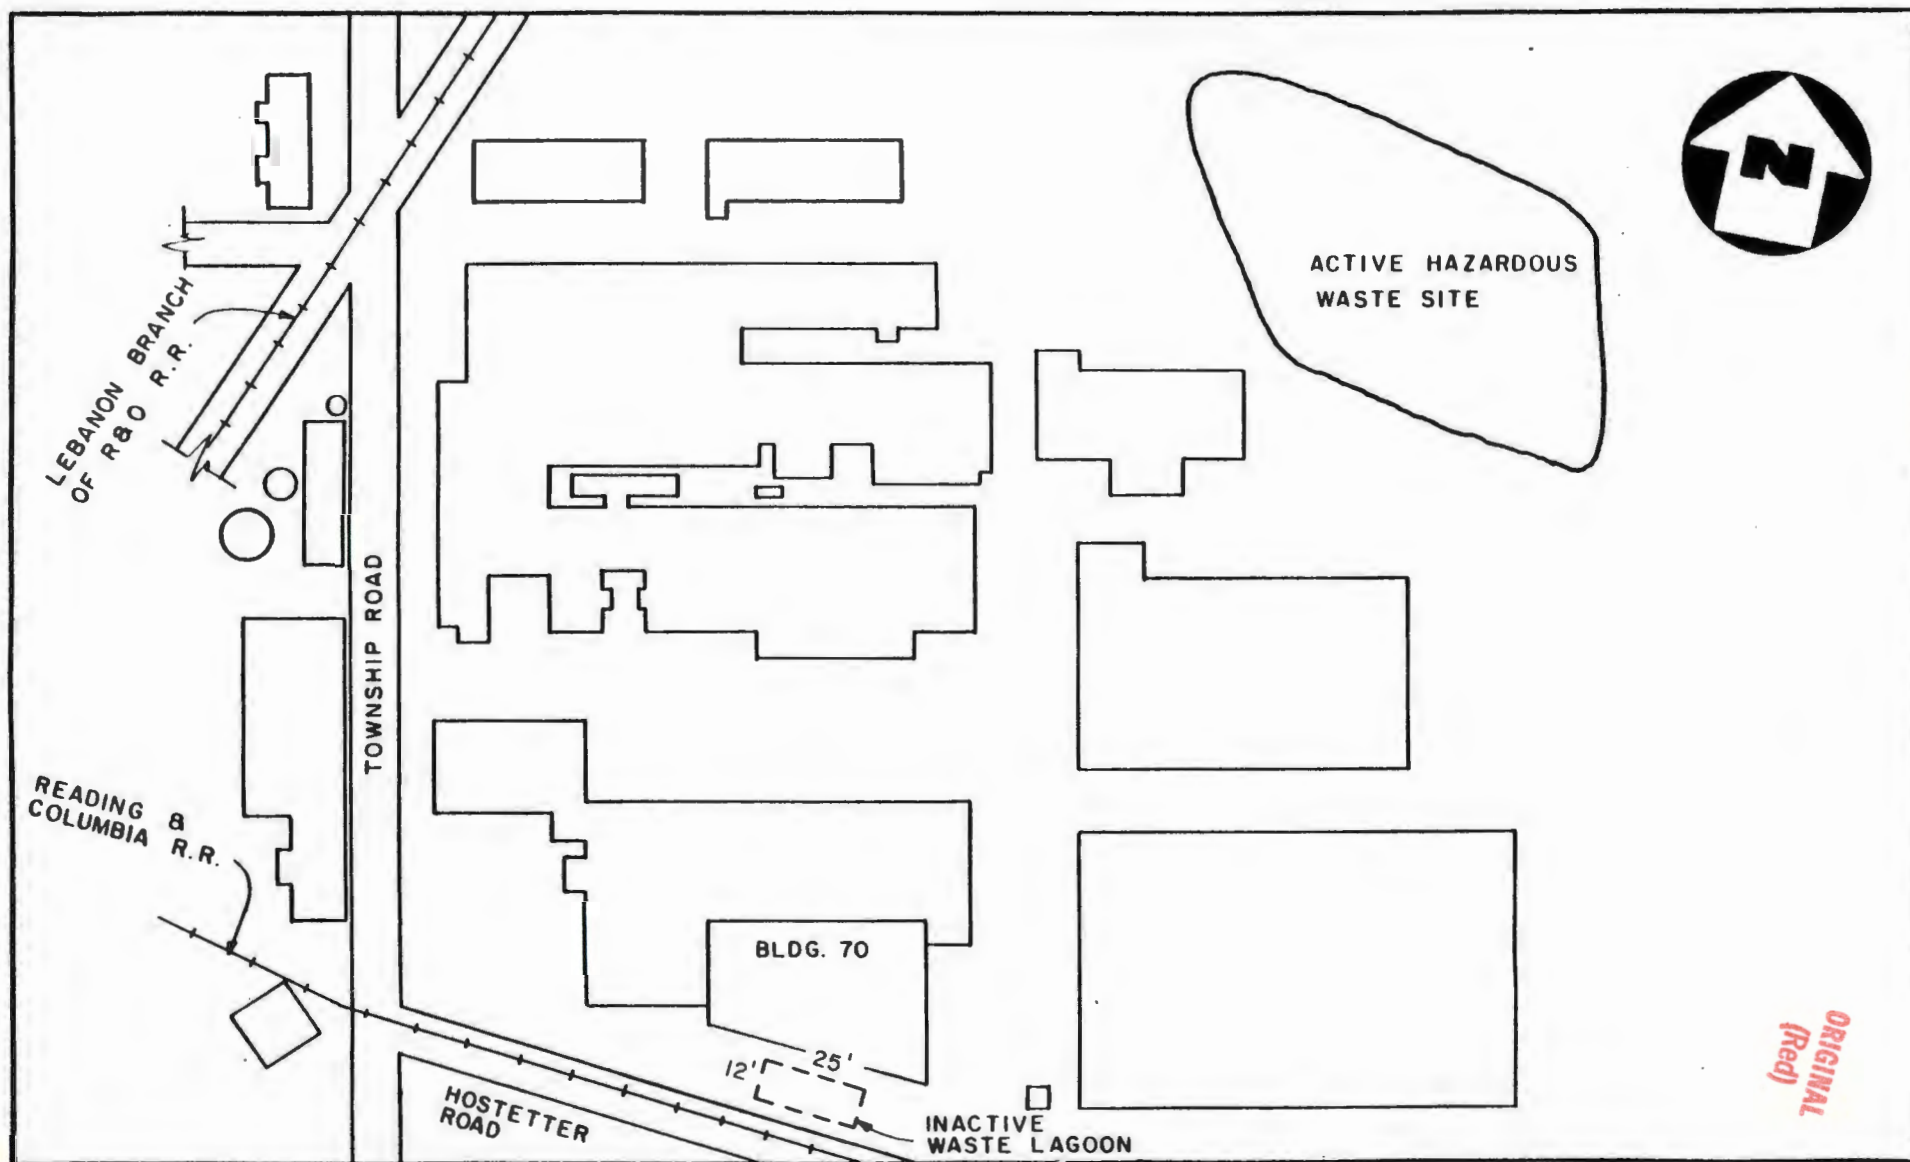 N
ACTIVE HAZARDOUS
WASTE SITE
LEBANON BRANCH
OF R&O R.R.
TOWNSHIP ROAD
READING &
COLUMBIA R.R.
BLDG. 70
25'
12'
HOSTETTER
ROAD
INACTIVE
WASTE LAGOON
ORIGINAL
(Red)